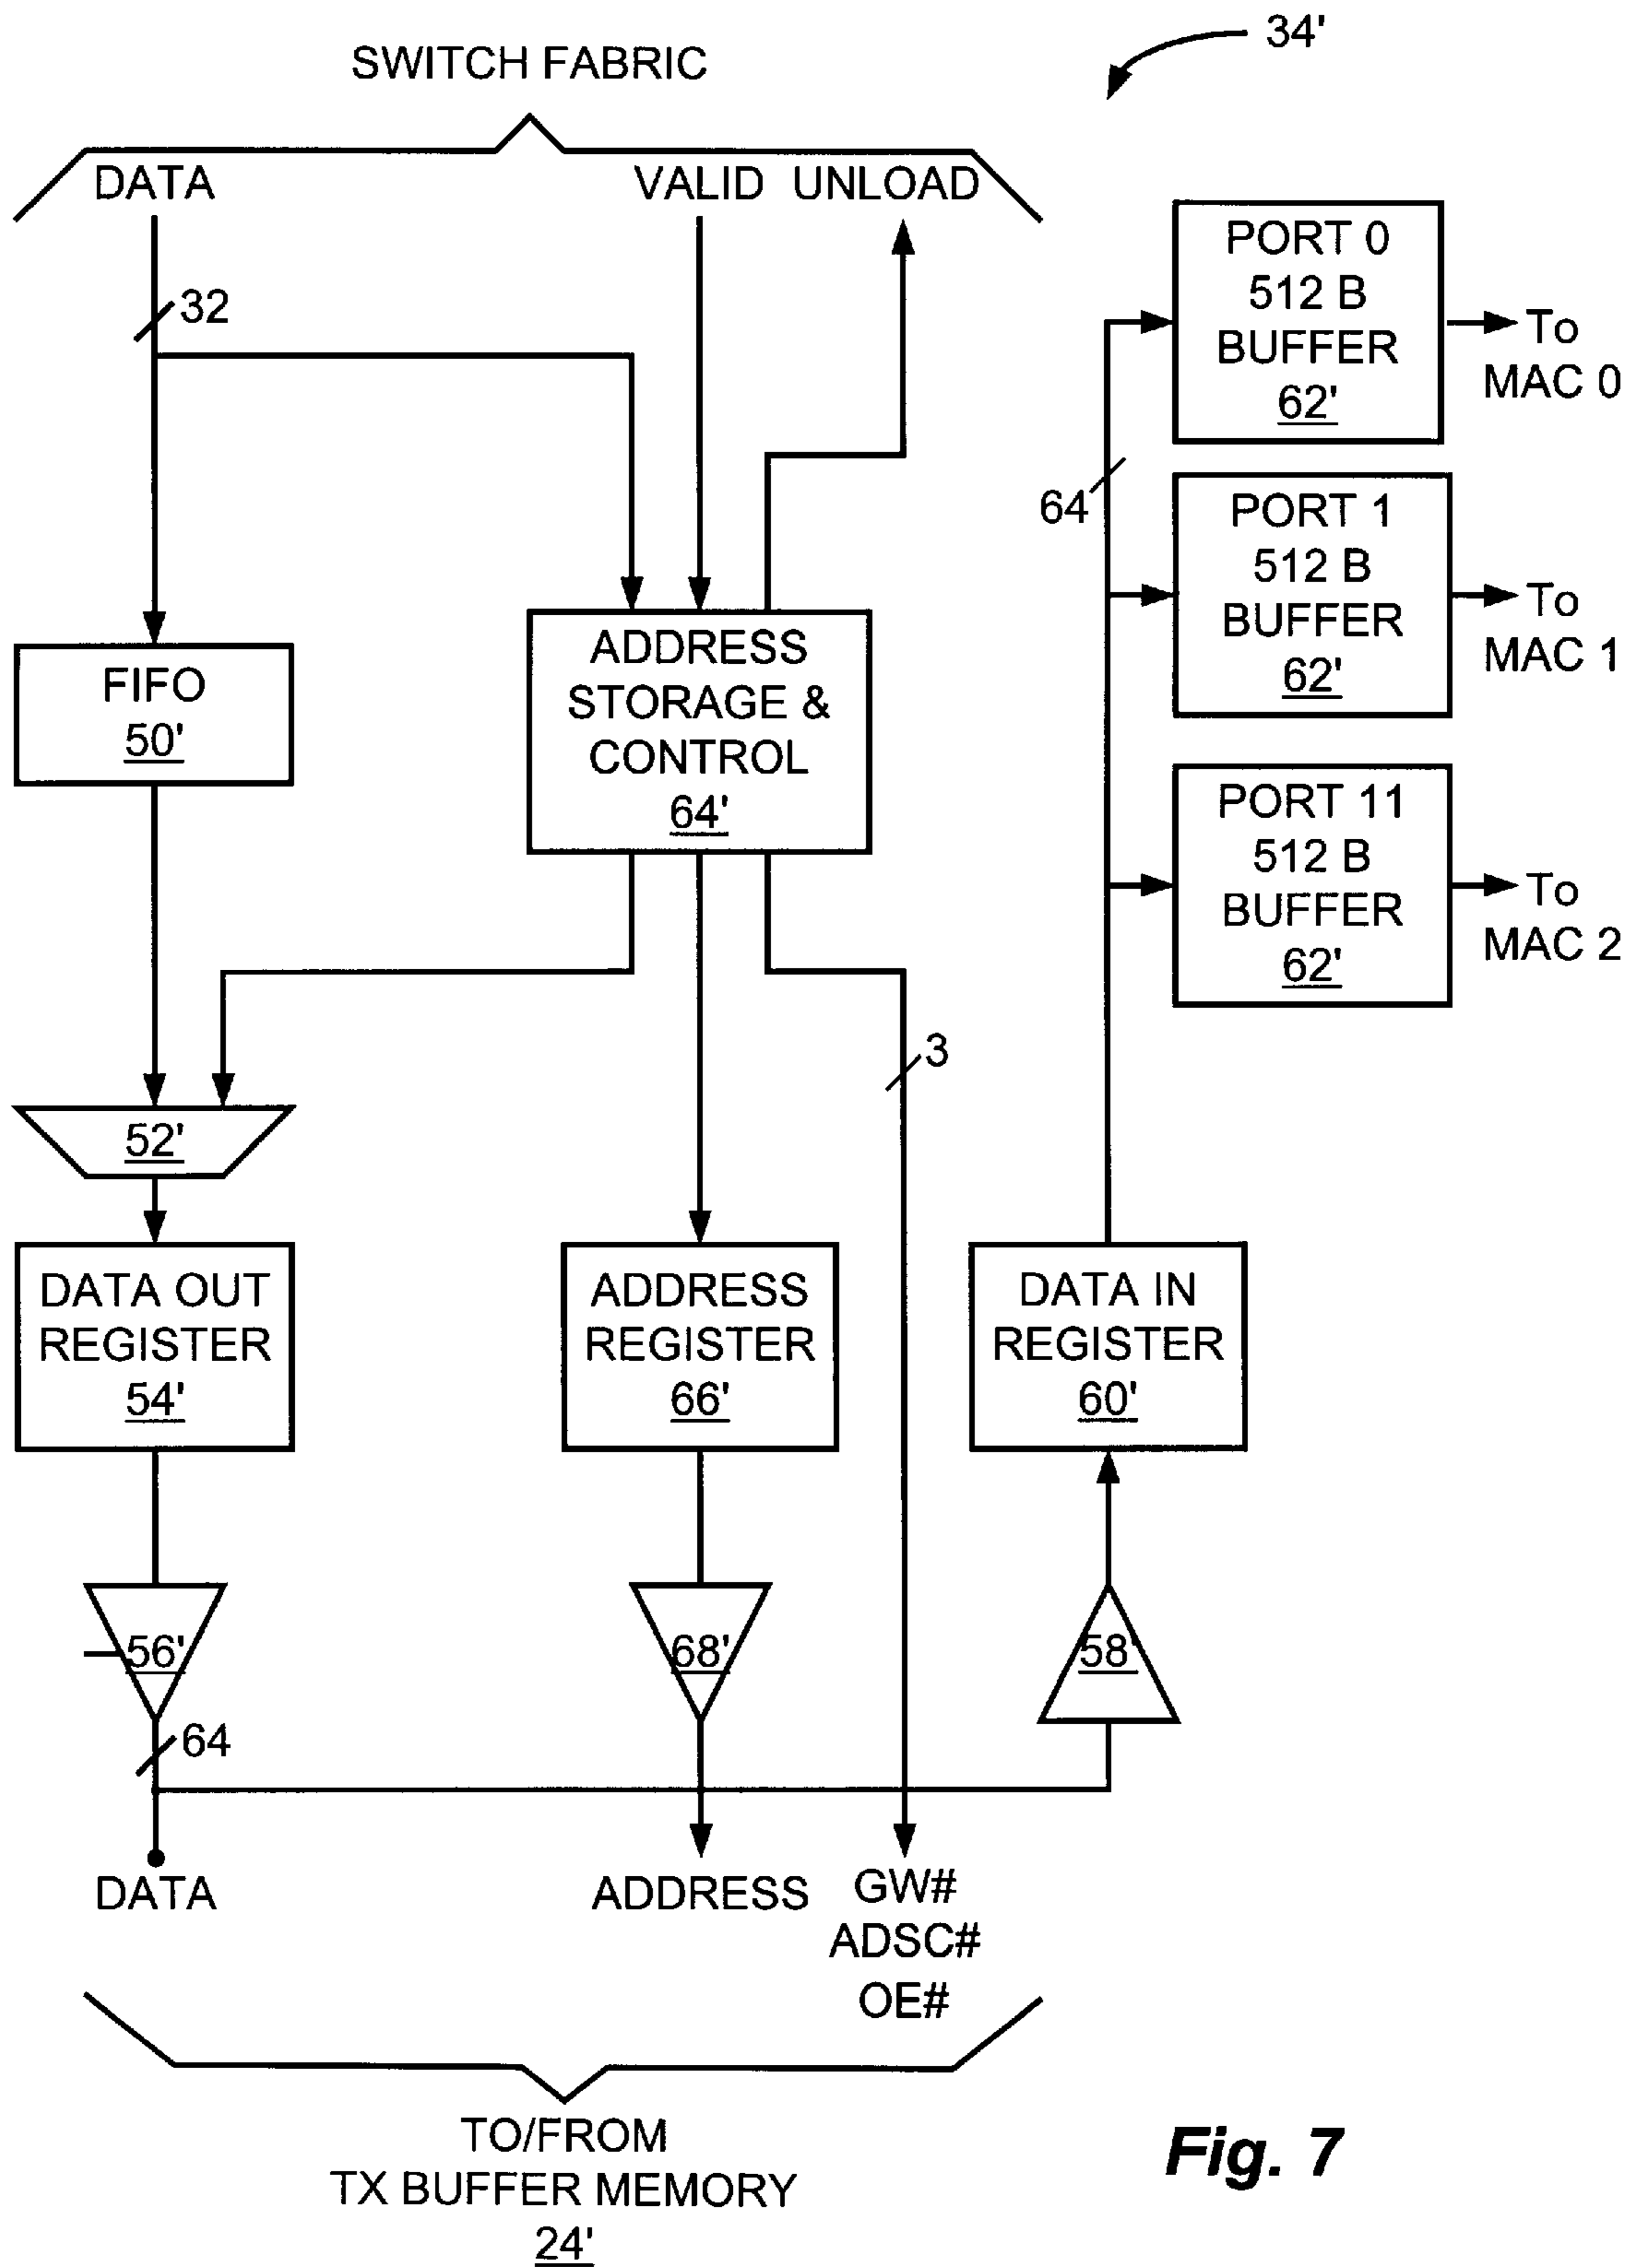 34'
SWITCH FABRIC
DATA
VALID UNLOAD
32
PORT 0
512 B
BUFFER
62'
To
MAC 0
64
PORT 1
512 B
BUFFER
62'
To
MAC 1
FIFO
50'
ADDRESS
STORAGE &
CONTROL
64'
PORT 11
512 B
BUFFER
62'
To
MAC 2
3
52'
DATA OUT
REGISTER
54'
ADDRESS
REGISTER
66'
DATA IN
REGISTER
60'
56'
68'
58'
64
DATA
ADDRESS
GW#
ADSC#
OE#
TO/FROM
TX BUFFER MEMORY
24'
Fig. 7